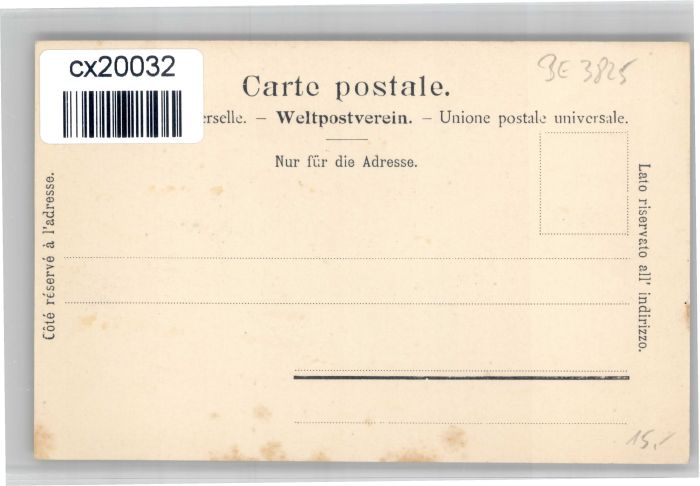 cx20032
BE 3825
Carte postale.
erselle. – Weltpostverein. – Unione postale universale.
Nur für die Adresse.
Côté réservé à l'adresse.
Lato riservato all' indirizzo.
15,-